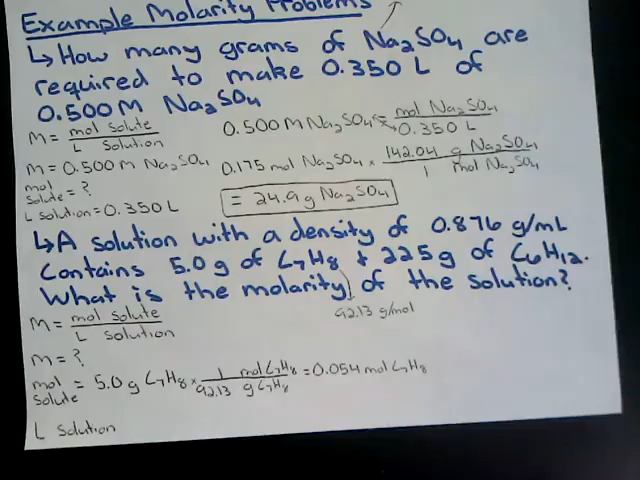 Example Molarity Problems
↳How many grams of Na₂SO₄ are
required to make 0.350 L of
0.500M Na₂SO₄
M = mol solute / L Solution
0.500 M Na₂SO₄ = mol Na₂SO₄ / 0.350 L
M = 0.500 M Na₂SO₄
0.175 mol Na₂SO₄ × 142.04 g Na₂SO₄ / 1 mol Na₂SO₄
mol solute = ?
= 24.9 g Na₂SO₄
L solution = 0.350 L
↳A solution with a density of 0.876 g/mL
Contains 5.0 g of C₇H₈ + 225 g of C₆H₁₂.
What is the molarity of the solution?
92.13 g/mol
M = mol solute / L solution
M = ?
mol solute = 5.0 g C₇H₈ × 1 mol C₇H₈ / 92.13 g C₇H₈ = 0.054 mol C₇H₈
L Solution